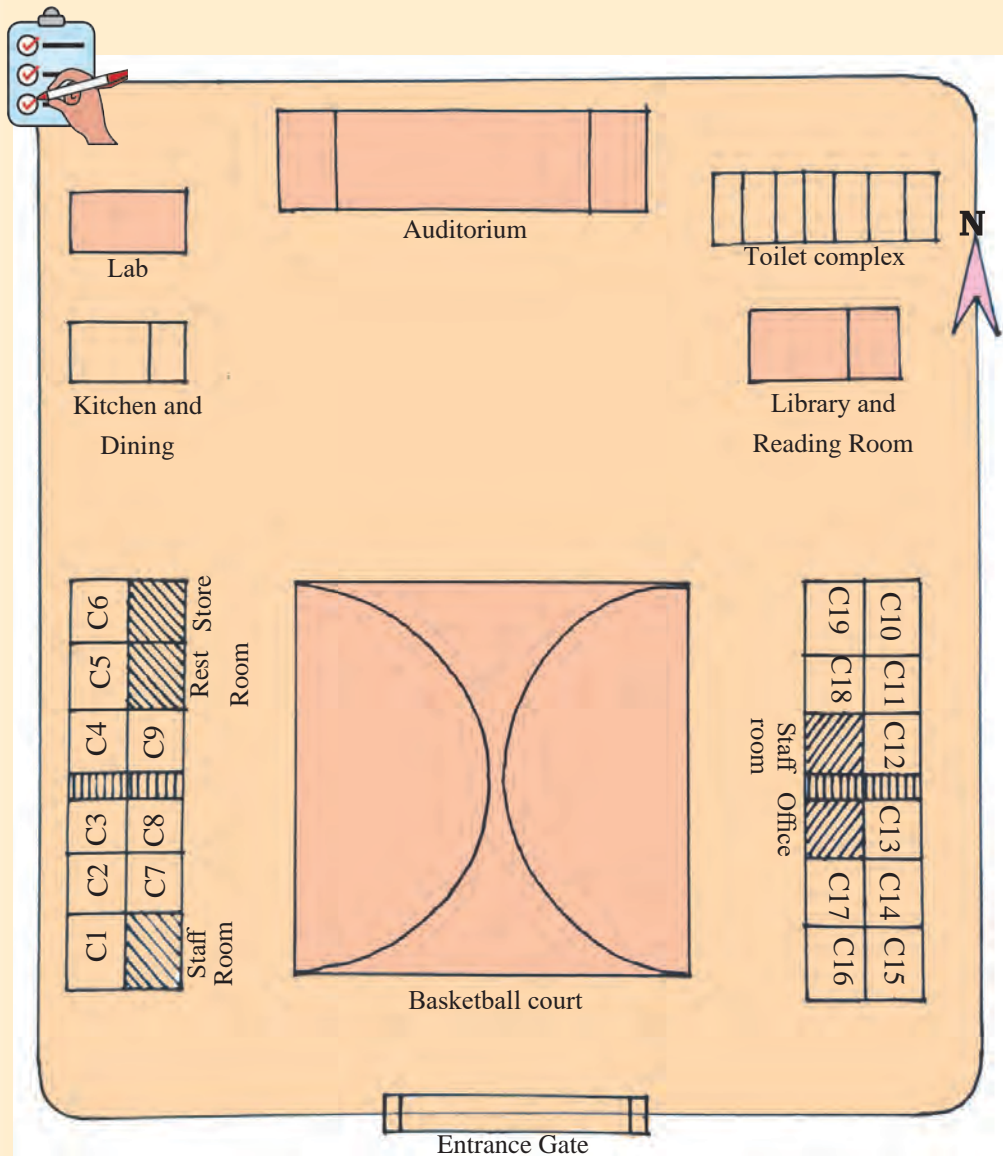 Auditorium
N
Lab
Toilet complex
Kitchen and
Dining
Library and
Reading Room
C6
Store
C5
Rest
Room
C4
C9
C3
C8
C2
C7
C1
Staff
Room
C19
C10
C18
C11
Staff
room
C12
Office
C13
C17
C14
C16
C15
Basketball court
Entrance Gate